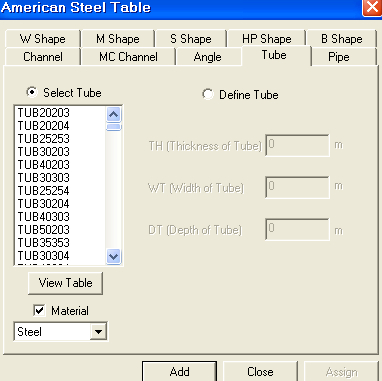 American Steel Table
W Shape M Shape S Shape HP Shape B Shape
Channel MC Channel Angle Tube Pipe
Select Tube Define Tube
TUB20203
TUB20204
TUB25253
TUB30203
TUB40203
TUB30303
TUB25254
TUB30204
TUB40303
TUB50203
TUB35353
TUB30304
TH (Thickness of Tube) 0 m
WT (Width of Tube) 0 m
DT (Depth of Tube) 0 m
View Table
Material
Steel
Add Close Assign